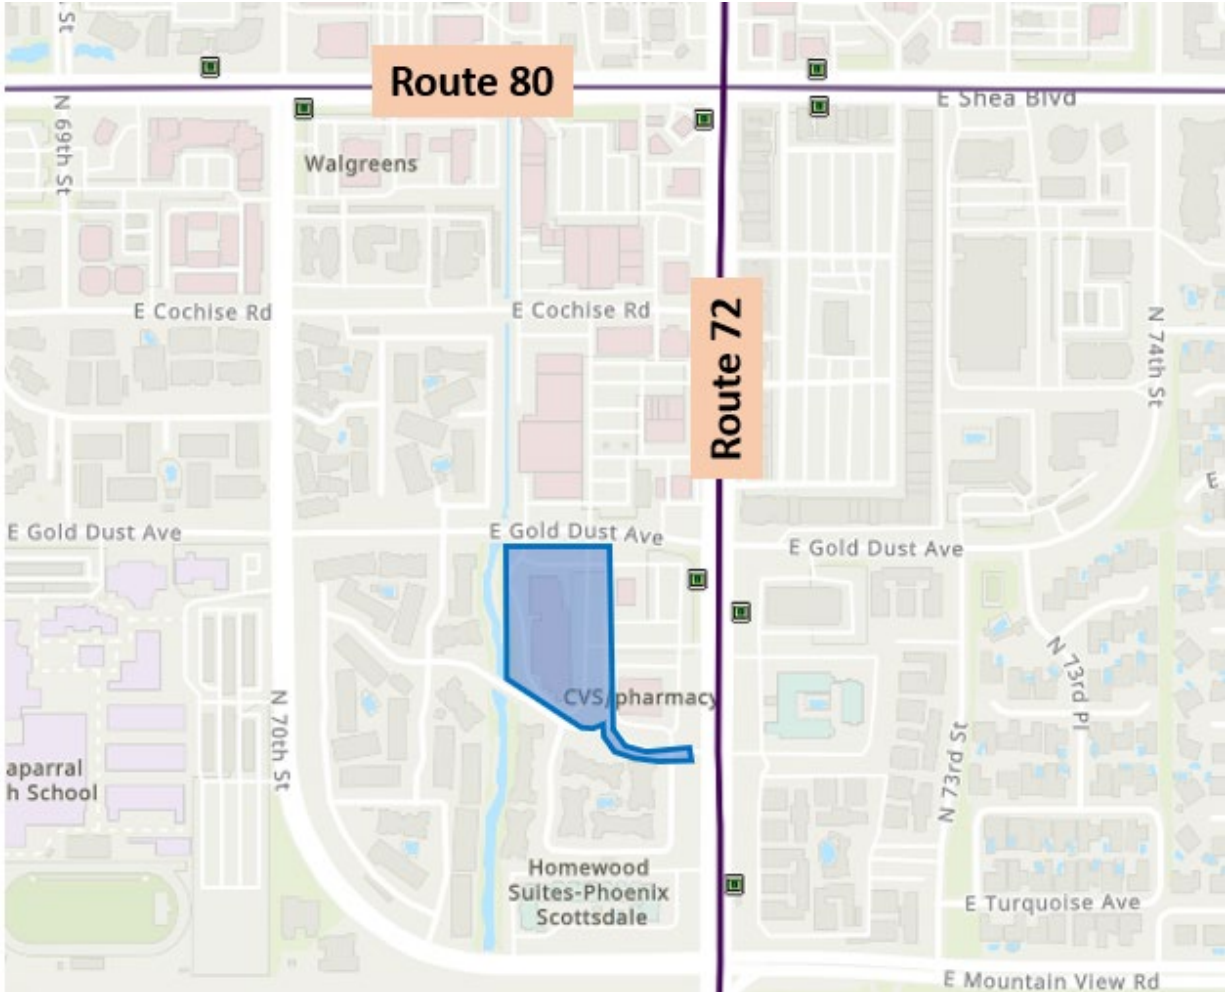 St
Route 80
E Shea Blvd
N 69th St
Walgreens
E Cochise Rd
E Cochise Rd
Route 72
N 74th St
E
E Gold Dust Ave
E Gold Dust Ave
E Gold Dust Ave
N 73rd Pl
CVS/pharmacy
N 70th St
N 73rd St
aparral
h School
Homewood
Suites-Phoenix
Scottsdale
E Turquoise Ave
E Mountain View Rd